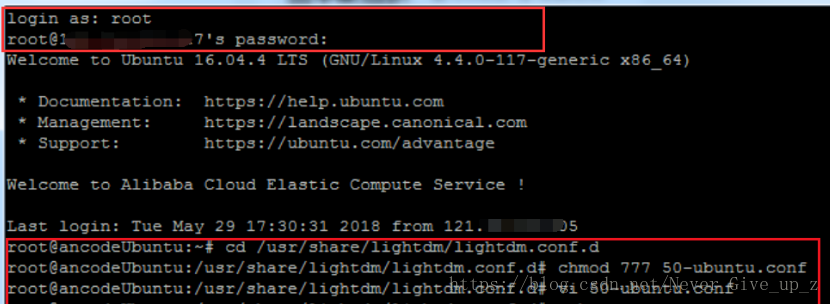 login as: root
root@1 7's password:
Welcome to Ubuntu 16.04.4 LTS (GNU/Linux 4.4.0-117-generic x86_64)
* Documentation: https://help.ubuntu.com
* Management: https://landscape.canonical.com
* Support: https://ubuntu.com/advantage
Welcome to Alibaba Cloud Elastic Compute Service !
Last login: Tue May 29 17:30:31 2018 from 121. 05
root@ancodeUbuntu:~# cd /usr/share/lightdm/lightdm.conf.d
root@ancodeUbuntu:/usr/share/lightdm/lightdm.conf.d# chmod 777 50-ubuntu.conf
root@ancodeUbuntu:/usr/share/lightdm/lightdm.conf.d# vi 50-ubuntu.conf
https://blog.csdn.net/Never_Give_up_z